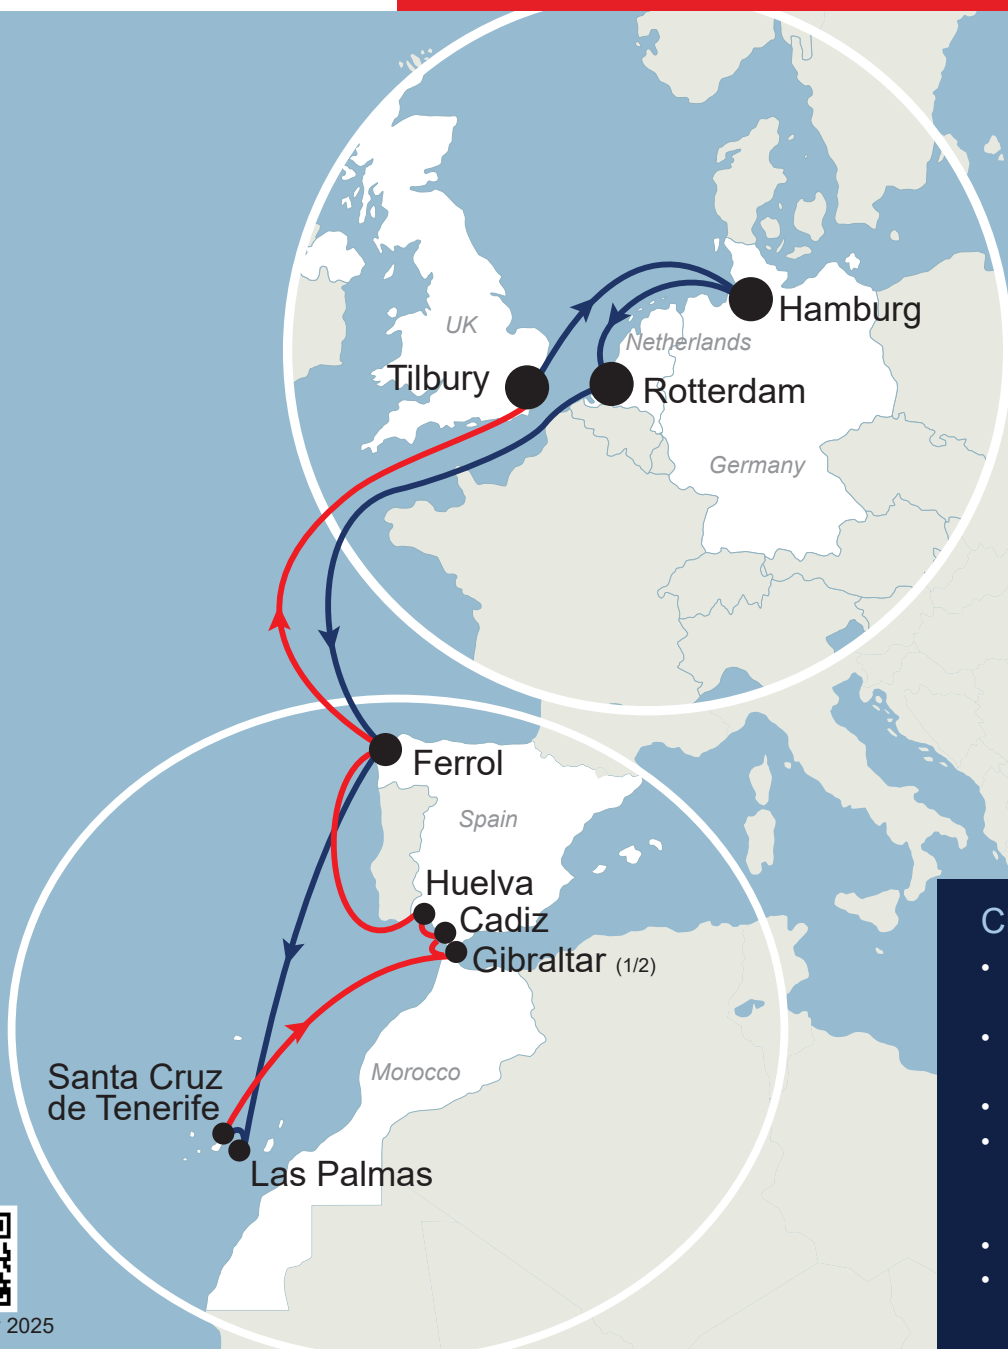 Hamburg
UK
Netherlands
Tilbury
Rotterdam
Germany
Ferrol
Spain
Huelva
Cadiz
Gibraltar (1/2)
Morocco
Santa Cruz
de Tenerife
Las Palmas
C
•
•
•
•
•
•
2025